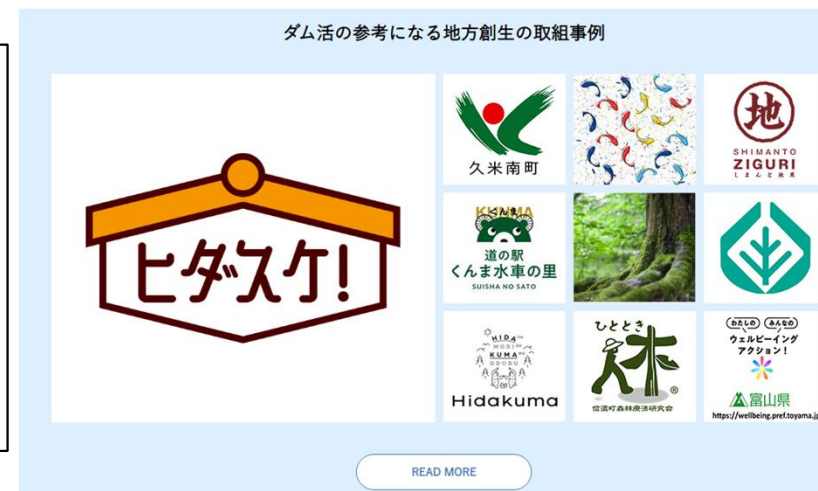 ダム活の参考になる地方創生の取組事例
ヒダスケ!
久米南町
地
SHIMANTO
ZIGURI
しまんと地栗
KUNMA
くんま
道の駅
くんま水車の里
SUISHA NO SATO
HIDA
MORI
KUMA
ODORU
Hidakuma
ひととき
信濃町森林療法研究会
®
わたしの みんなの
ウェルビーイング
アクション!
富山県
https://wellbeing.pref.toyama.jp
READ MORE